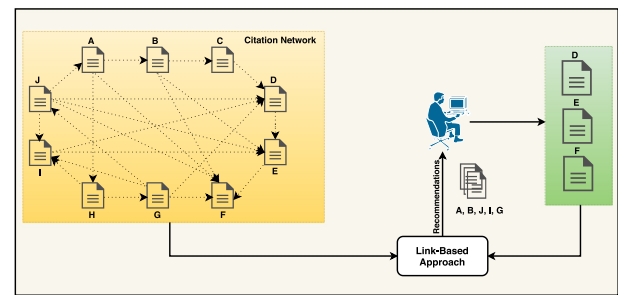 Citation Network
A
B
C
D
J
D
E
I
E
F
H
G
F
Recommendations
A, B, J, I, G
Link-Based
Approach